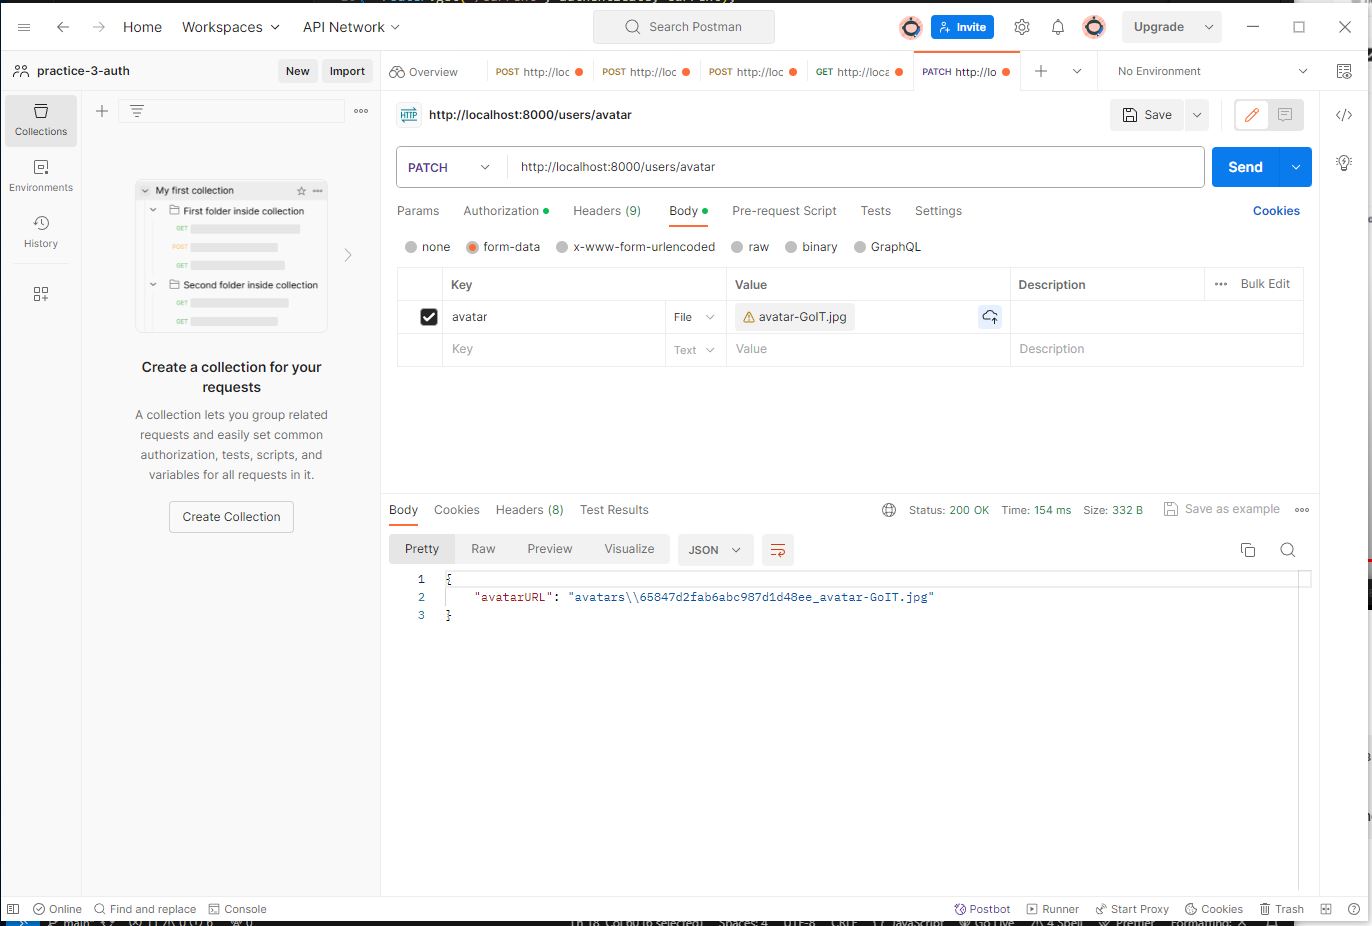 Home Workspaces API Network Search Postman Invite Upgrade
practice-3-auth New Import Overview POST http://loc POST http://loc POST http://loc GET http://loca PATCH http://lo No Environment
Collections
Environments
History
My first collection
First folder inside collection
GET
POST
GET
Second folder inside collection
GET
GET
Create a collection for your
requests
A collection lets you group related
requests and easily set common
authorization, tests, scripts, and
variables for all requests in it.
Create Collection
HTTP http://localhost:8000/users/avatar Save
PATCH http://localhost:8000/users/avatar Send
Params Authorization Headers (9) Body Pre-request Script Tests Settings Cookies
none form-data x-www-form-urlencoded raw binary GraphQL
Key Value Description Bulk Edit
avatar File avatar-GoIT.jpg
Key Text Value Description
Body Cookies Headers (8) Test Results Status: 200 OK Time: 154 ms Size: 332 B Save as example
Pretty Raw Preview Visualize JSON
1 {
2 "avatarURL": "avatars\\65847d2fab6abc987d1d48ee_avatar-GoIT.jpg"
3 }
Online Find and replace Console Postbot Runner Start Proxy Cookies Trash